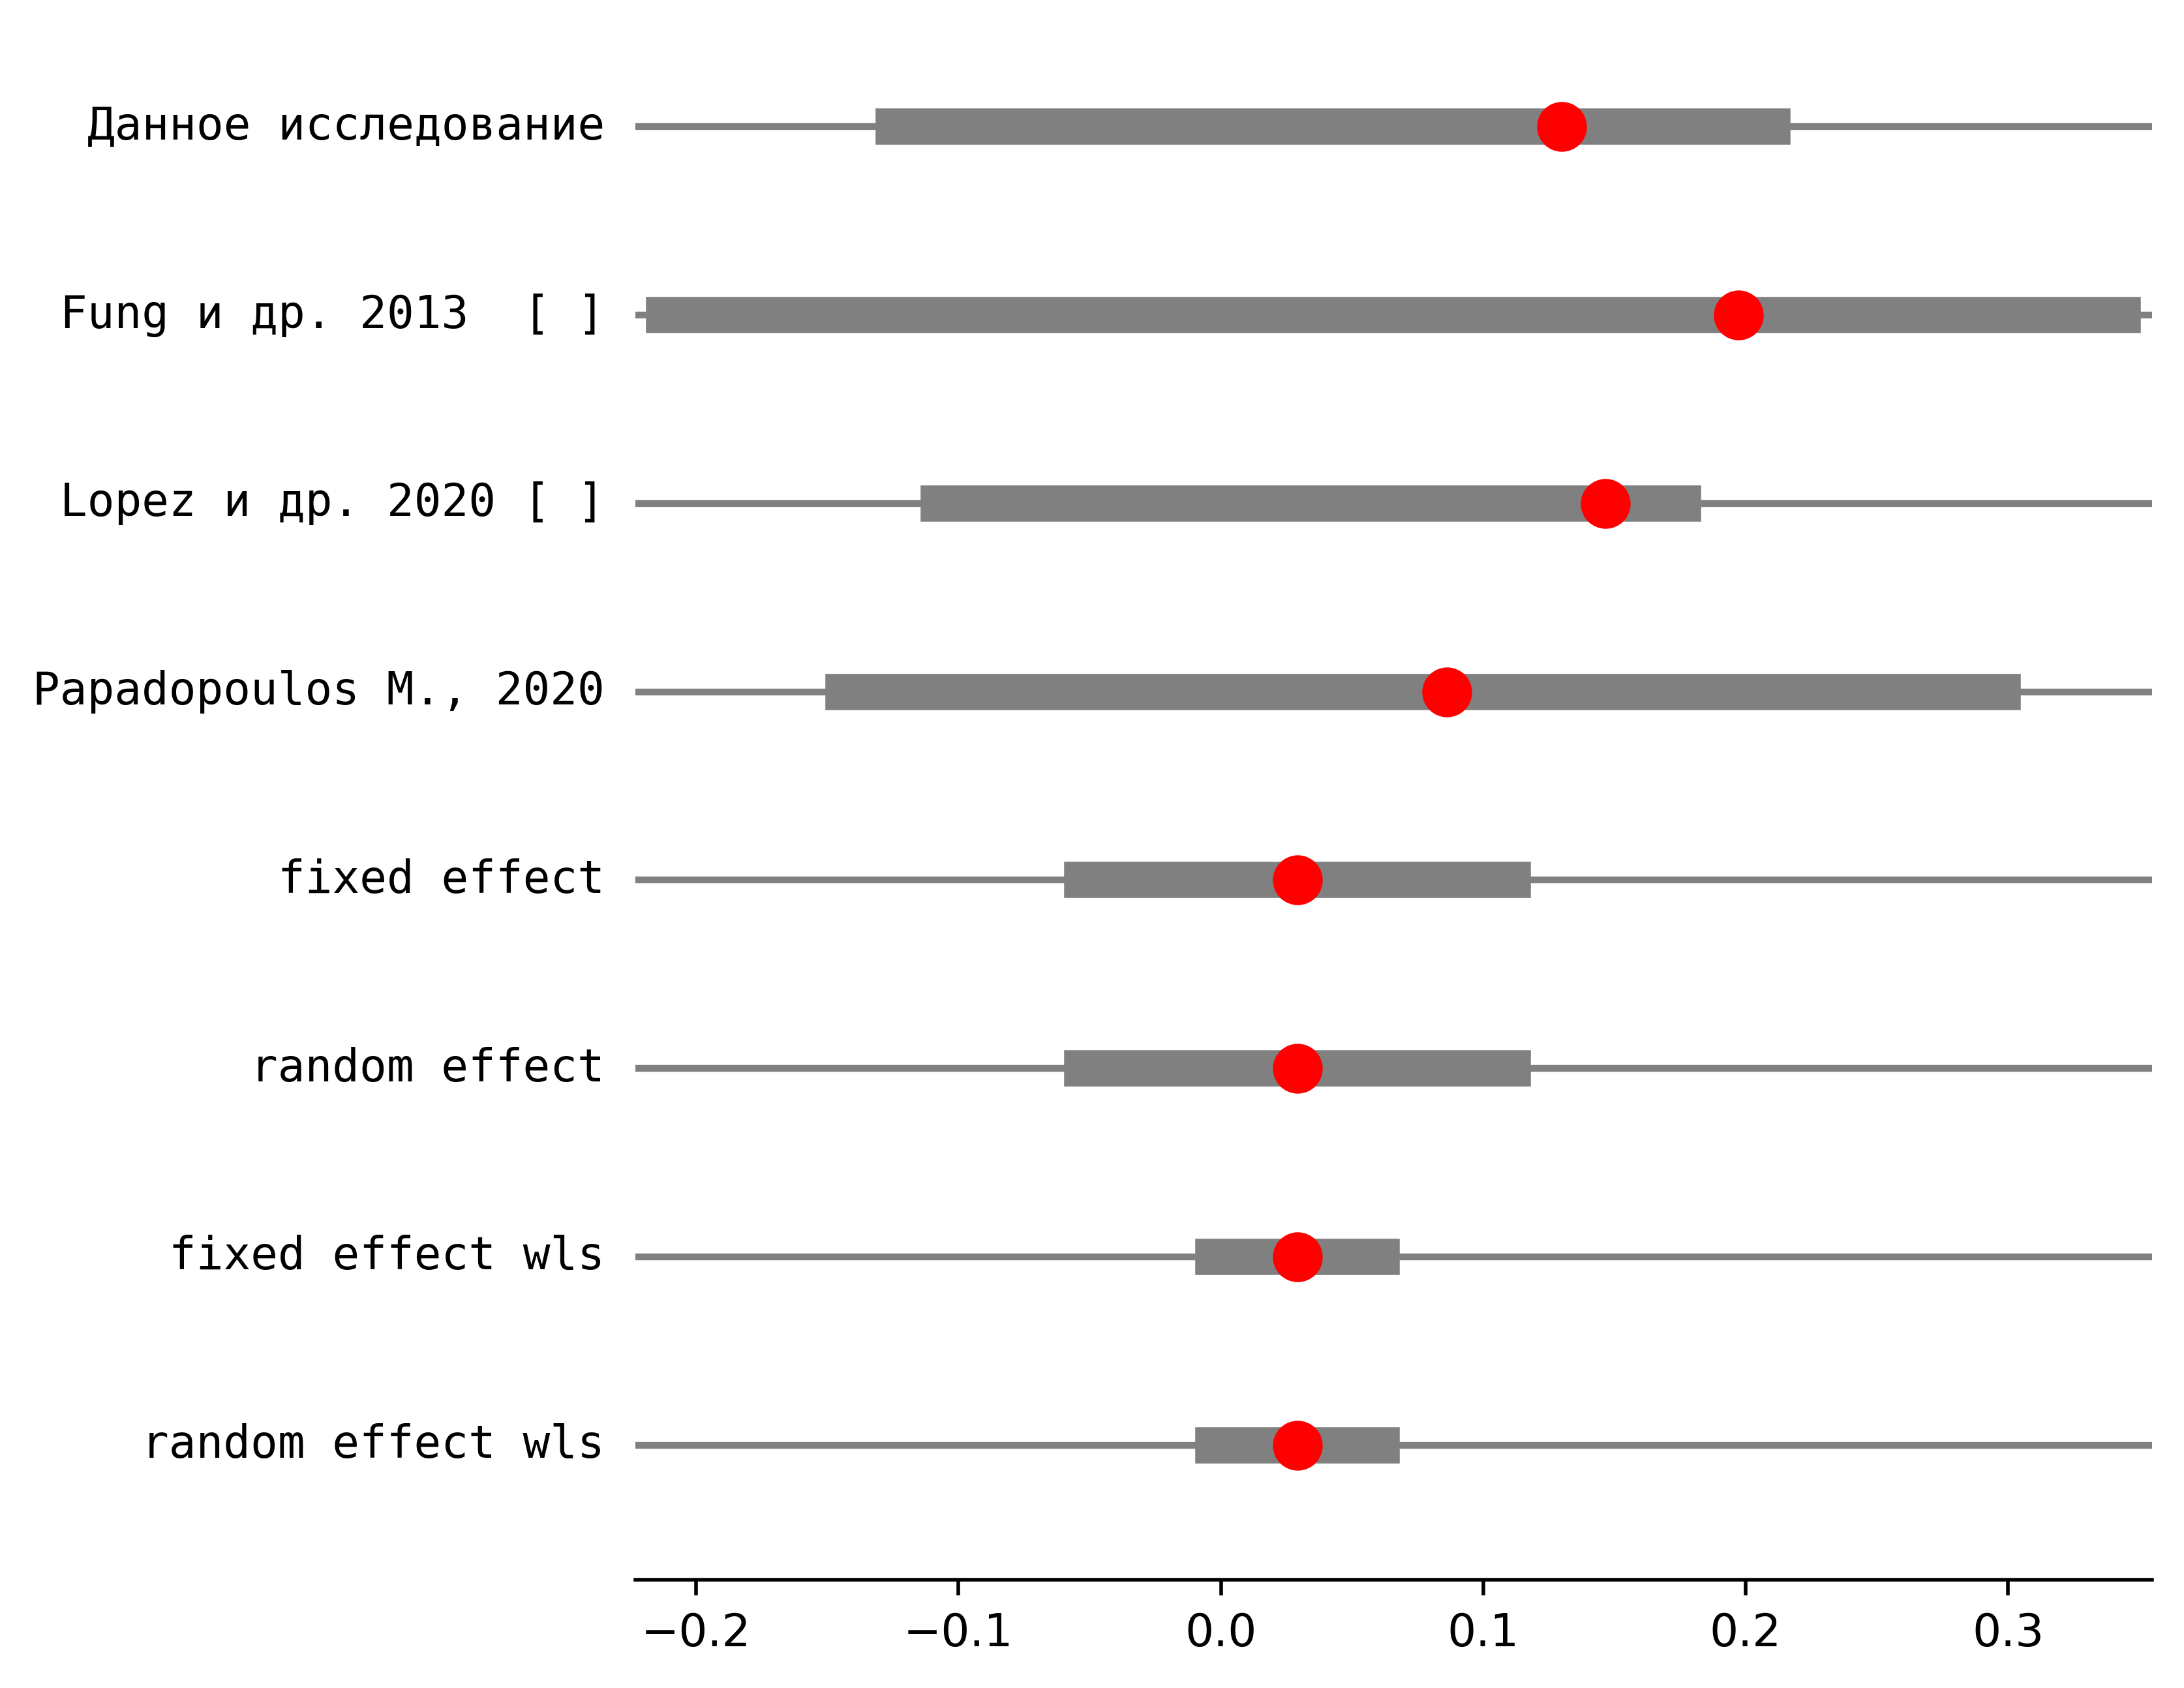 Данное исследование
Fung и др. 2013  [ ]
Lopez и др. 2020 [ ]
Papadopoulos M., 2020
fixed effect
random effect
fixed effect wls
random effect wls
−0.2 −0.1 0.0 0.1 0.2 0.3